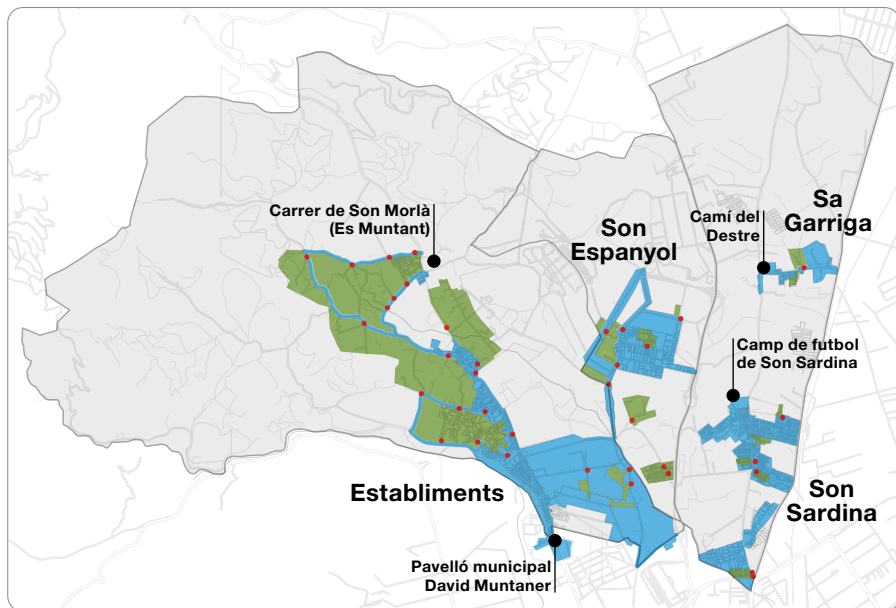 Carrer de Son Morlà
(Es Muntant)
Son
Espanyol
Camí del
Destre
Sa
Garriga
Camp de futbol
de Son Sardina
Establiments
Son
Sardina
Pavelló municipal
David Muntaner